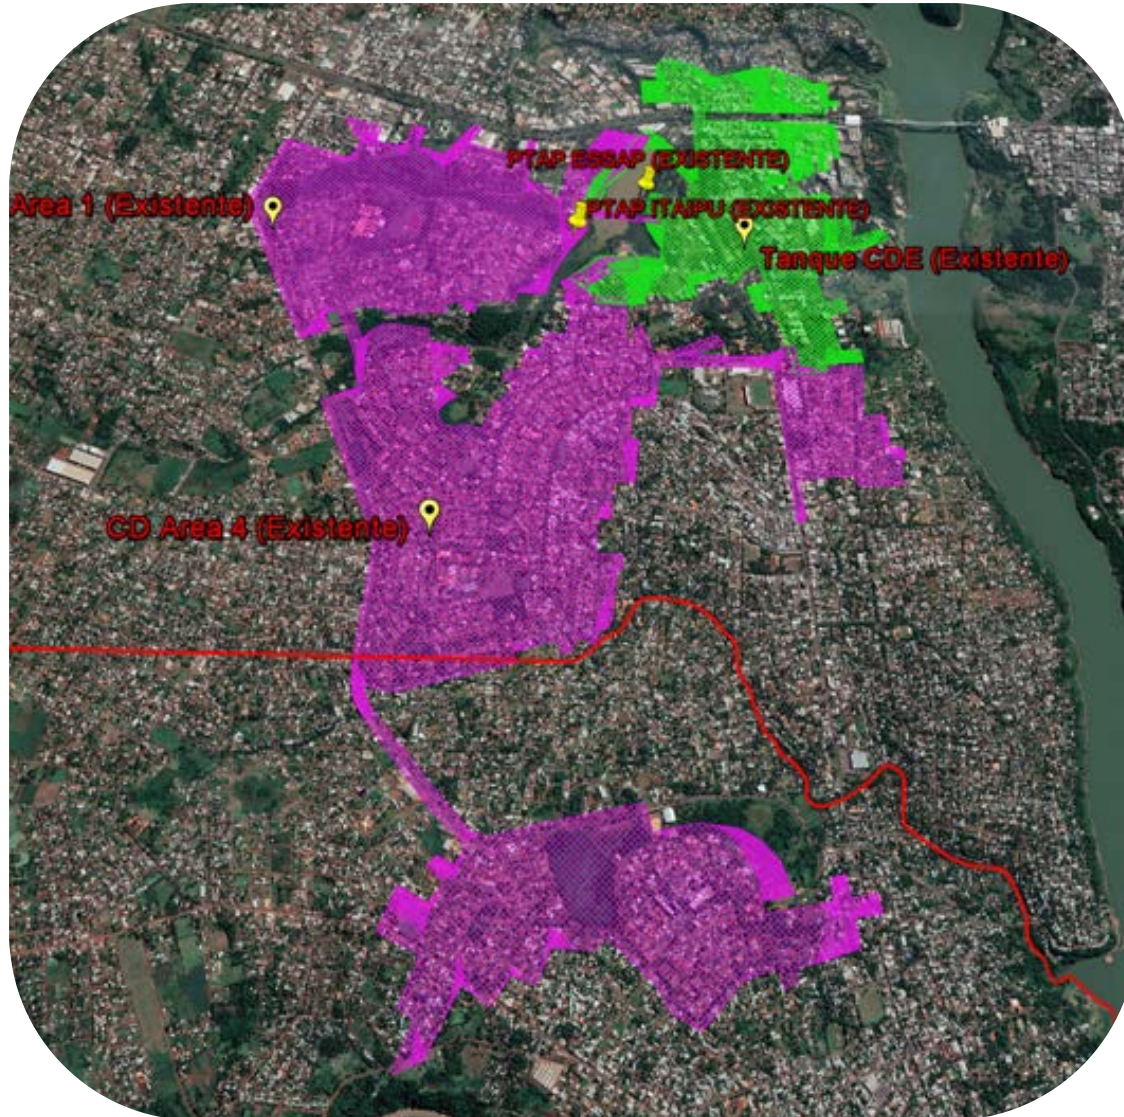 PTAP ESSAP (EXISTENTE)
Area 1 (Existente)
PTAP ITAIPU (EXISTENTE)
Tanque CDE (Existente)
CD Area 4 (Existente)